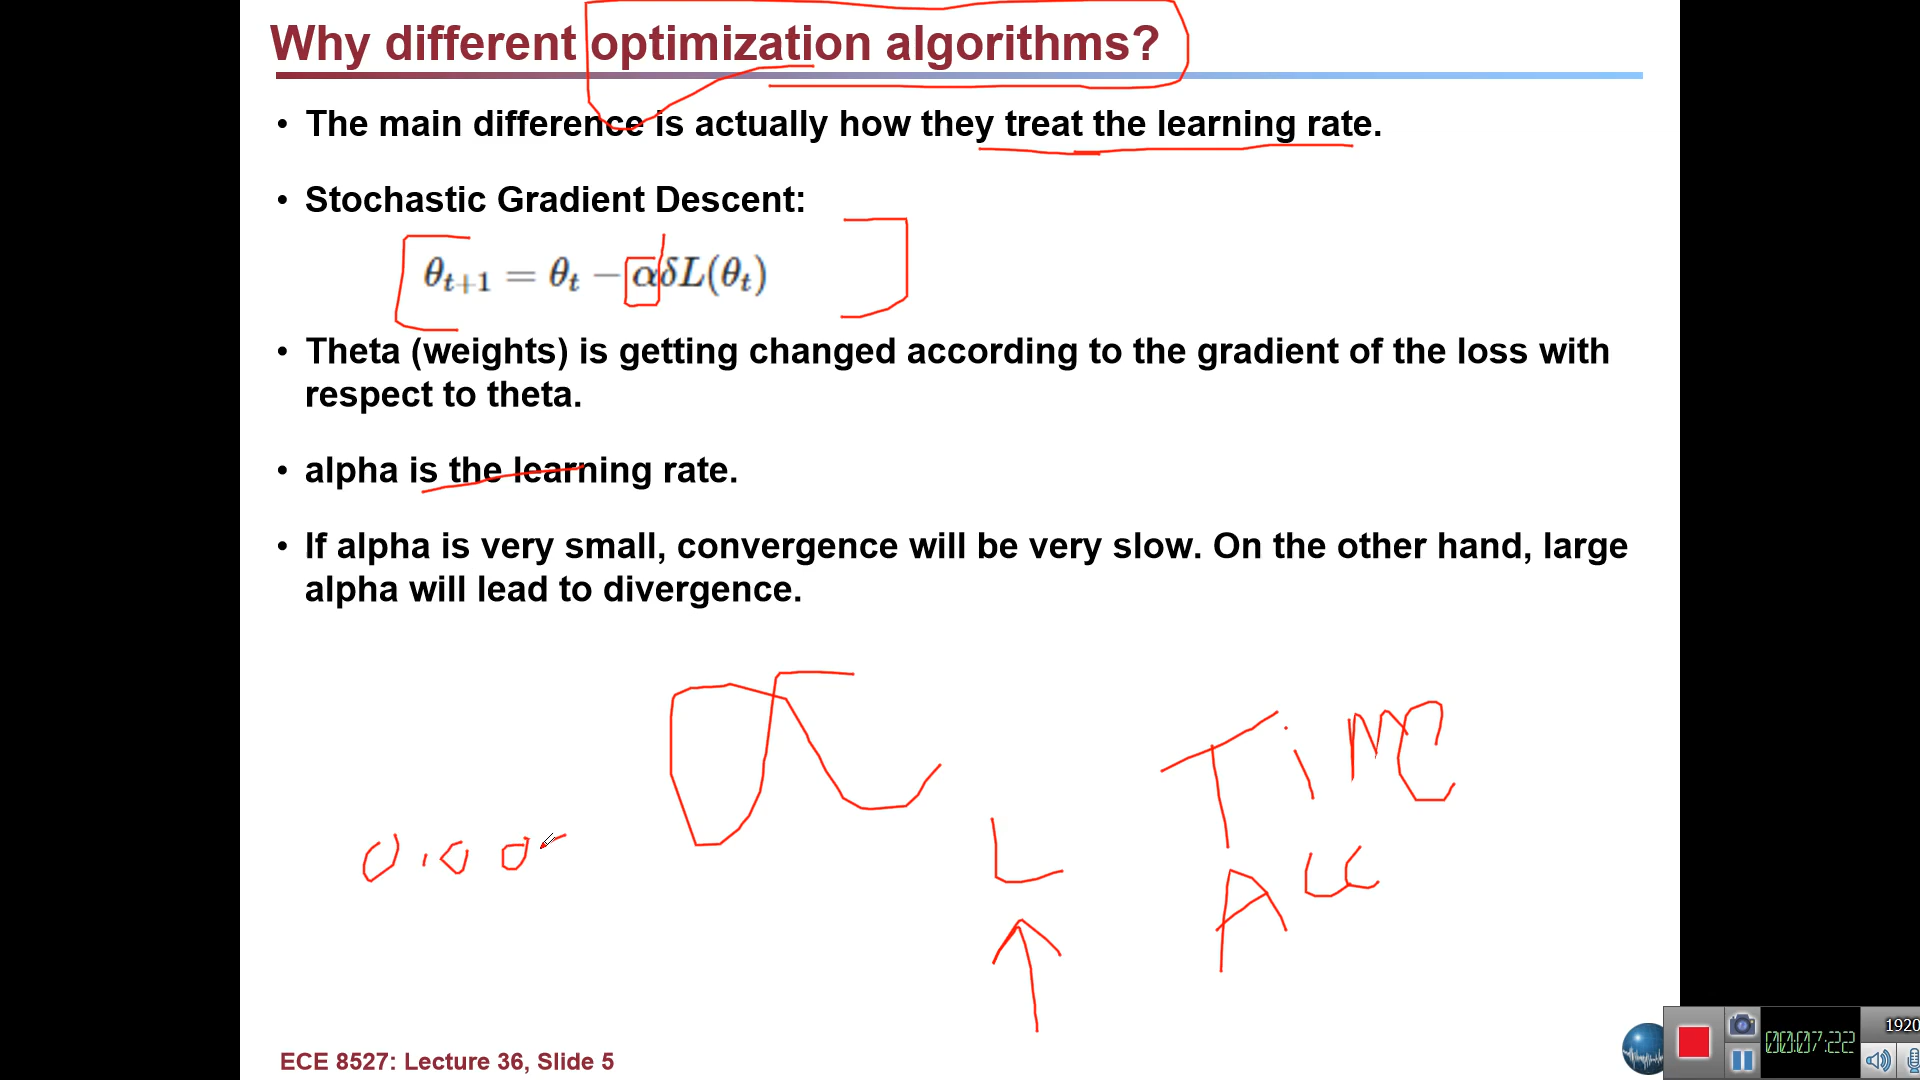 Why different optimization algorithms?
• The main difference is actually how they treat the learning rate.
• Stochastic Gradient Descent:
θₜ₊₁ = θₜ − αδL(θₜ)
• Theta (weights) is getting changed according to the gradient of the loss with
respect to theta.
• alpha is the learning rate.
• If alpha is very small, convergence will be very slow. On the other hand, large
alpha will lead to divergence.
TiMe
0.00
L
Acc
ECE 8527: Lecture 36, Slide 5
00:07:22
1920